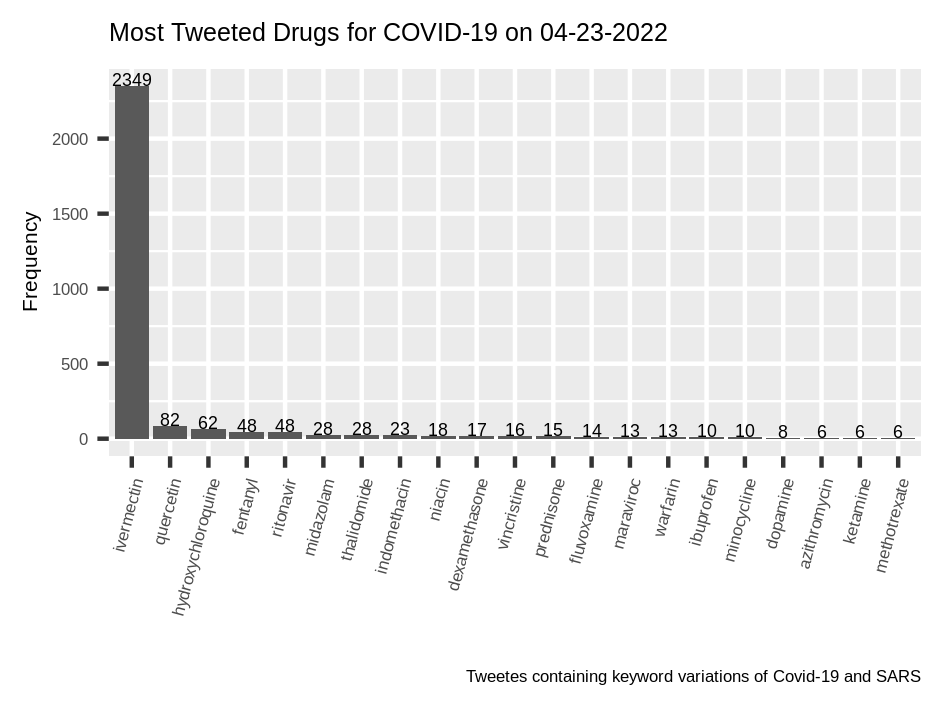 Most Tweeted Drugs for COVID-19 on 04-23-2022
Frequency
2000
1500
1000
500
0
2349
82
62
48
48
28
28
23
18
17
16
15
14
13
13
10
10
8
6
6
6
ivermectin
quercetin
hydroxychloroquine
fentanyl
ritonavir
midazolam
thalidomide
indomethacin
niacin
dexamethasone
vincristine
prednisone
fluvoxamine
maraviroc
warfarin
ibuprofen
minocycline
dopamine
azithromycin
ketamine
methotrexate
Tweetes containing keyword variations of Covid-19 and SARS